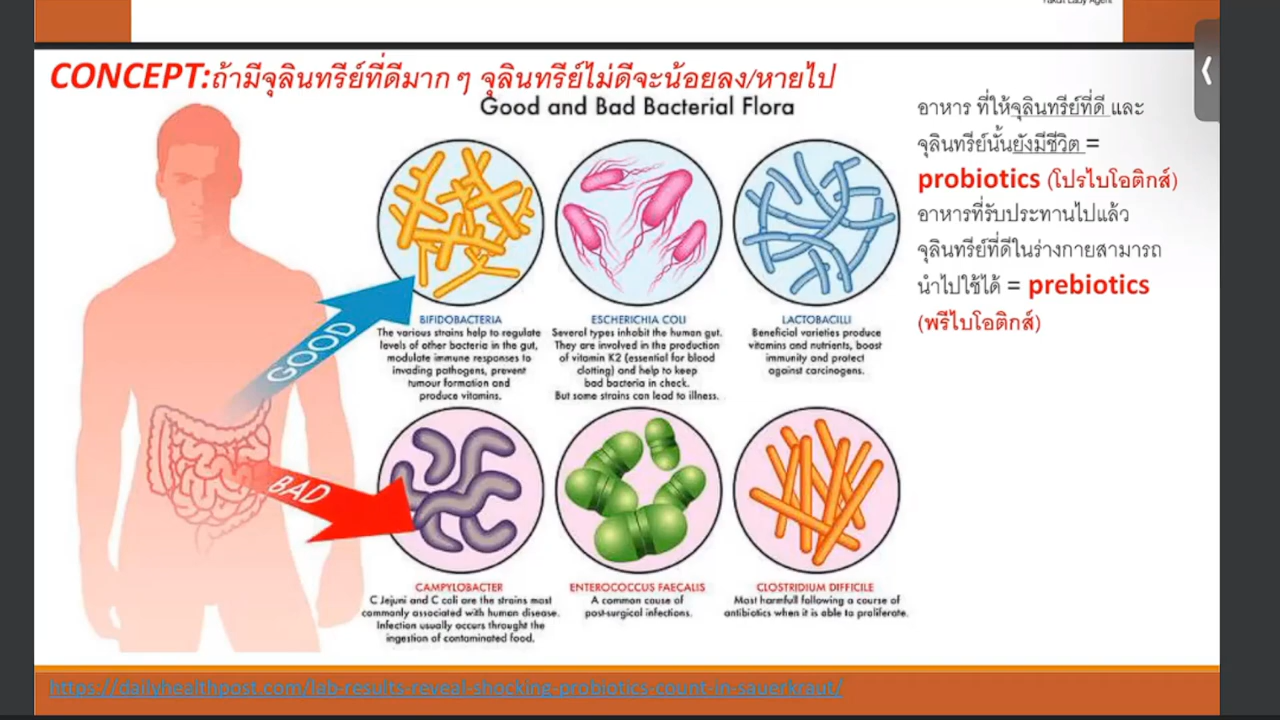 Yakult Lady Agent
CONCEPT:ถ้ามีจุลินทรีย์ที่ดีมาก ๆ จุลินทรีย์ไม่ดีจะน้อยลง/หายไป
Good and Bad Bacterial Flora
GOOD
BIFIDOBACTERIA
The various strains help to regulate
levels of other bacteria in the gut,
modulate immune responses to
invading pathogens, prevent
tumour formation and
produce vitamins.
ESCHERICHIA COLI
Several types inhabit the human gut.
They are involved in the production
of vitamin K2 (essential for blood
clotting) and help to keep
bad bacteria in check.
But some strains can lead to illness.
LACTOBACILLI
Beneficial varieties produce
vitamins and nutrients, boost
immunity and protect
against carcinogens.
BAD
CAMPYLOBACTER
C Jejuni and C coli are the strains most
commonly associated with human disease.
Infection usually occurs throught the
ingestion of contaminated food.
ENTEROCOCCUS FAECALIS
A common cause of
post-surgical infections.
CLOSTRIDIUM DIFFICILE
Most harmfull following a course of
antibiotics when it is able to proliferate.
อาหาร ที่ให้จุลินทรีย์ที่ดี และ
จุลินทรีย์นั้นยังมีชีวิต =
probiotics (โปรไบโอติกส์)
อาหารที่รับประทานไปแล้ว
จุลินทรีย์ที่ดีในร่างกายสามารถ
นำไปใช้ได้ = prebiotics
(พรีไบโอติกส์)
https://dailyhealthpost.com/lab-results-reveal-shocking-probiotics-count-in-sauerkraut/